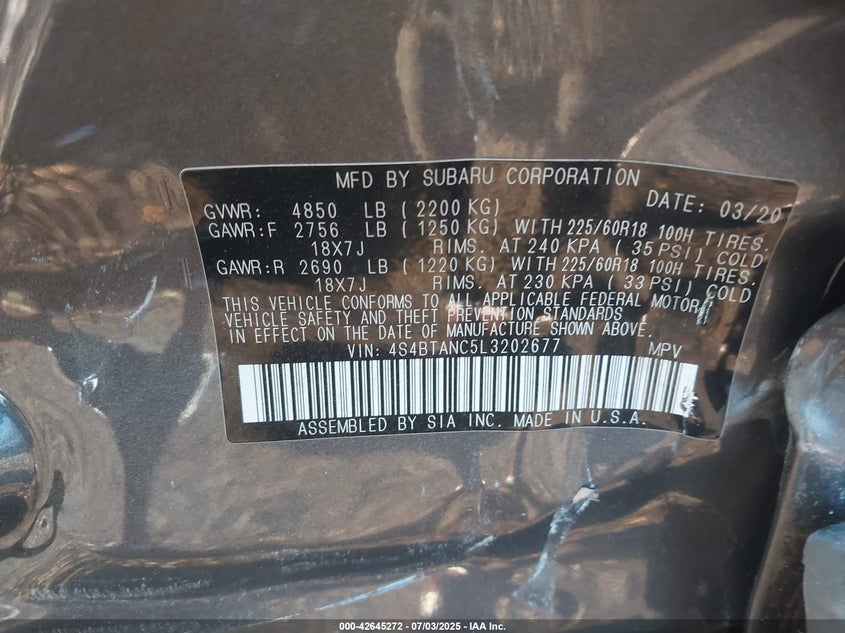 MFD BY SUBARU CORPORATION
GVWR: 4850 LB (2200 KG) DATE: 03/20
GAWR:F 2756 LB (1250 KG) WITH 225/60R18 100H TIRES.
18X7J RIMS. AT 240 KPA (35 PSI) COLD
GAWR:R 2690 LB (1220 KG) WITH 225/60R18 100H TIRES.
18X7J RIMS. AT 230 KPA (33 PSI) COLD
THIS VEHICLE CONFORMS TO ALL APPLICABLE FEDERAL MOTOR
VEHICLE SAFETY AND THEFT PREVENTION STANDARDS
IN EFFECT ON THE DATE OF MANUFACTURE SHOWN ABOVE.
VIN: 4S4BTANC5L3202677 MPV
ASSEMBLED BY SIA INC. MADE IN U.S.A.
000-42645272 - 07/03/2025 - IAA Inc.